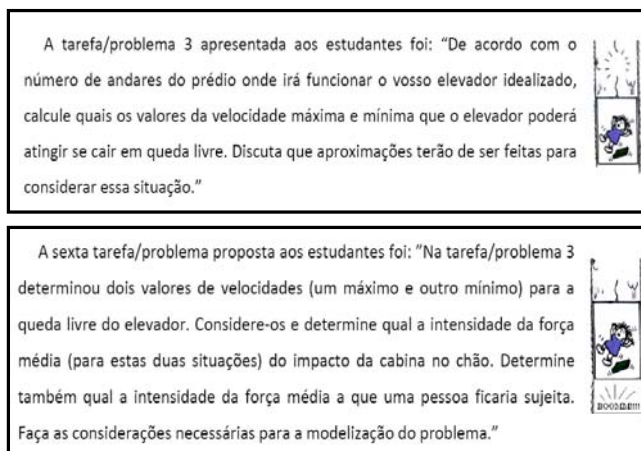 A tarefa/problema 3 apresentada aos estudantes foi: “De acordo com o
número de andares do prédio onde irá funcionar o vosso elevador idealizado,
calcule quais os valores da velocidade máxima e mínima que o elevador poderá
atingir se cair em queda livre. Discuta que aproximações terão de ser feitas para
considerar essa situação.”
A sexta tarefa/problema proposta aos estudantes foi: “Na tarefa/problema 3
determinou dois valores de velocidades (um máximo e outro mínimo) para a
queda livre do elevador. Considere-os e determine qual a intensidade da força
média (para estas duas situações) do impacto da cabina no chão. Determine
também qual a intensidade da força média a que uma pessoa ficaria sujeita.
Faça as considerações necessárias para a modelização do problema.”